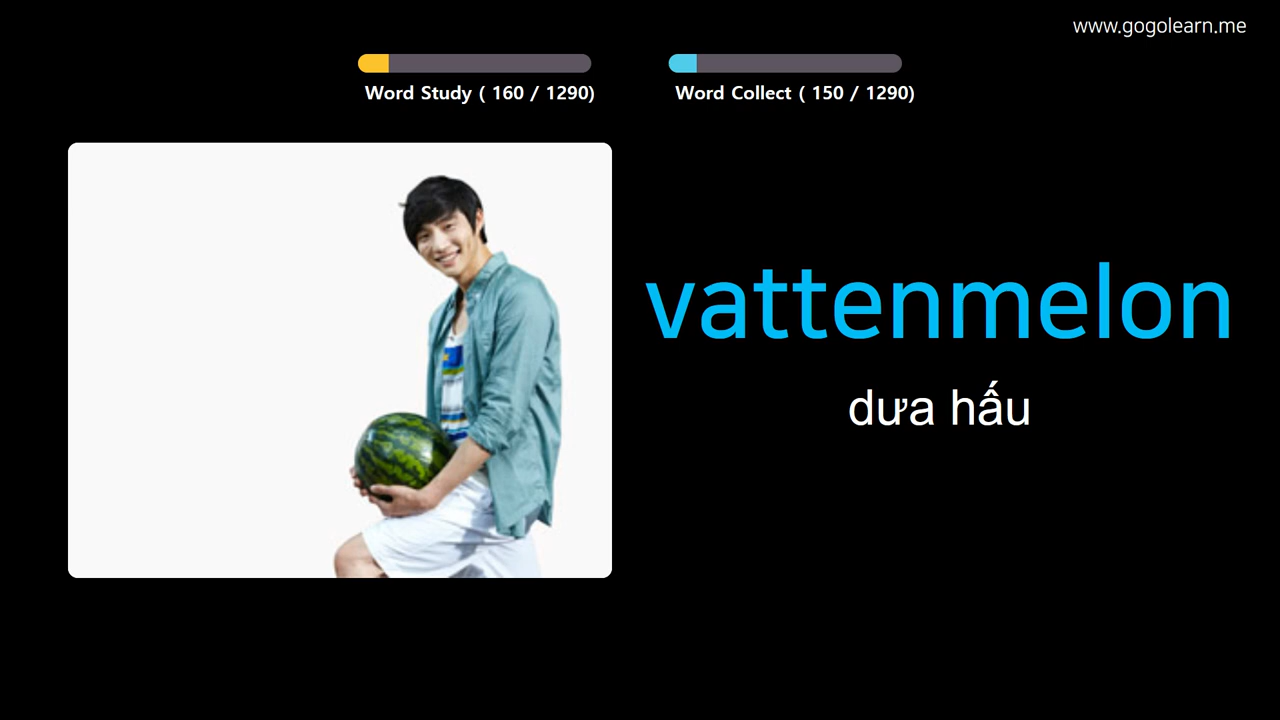 www.gogolearn.me
Word Study ( 160 / 1290)
Word Collect ( 150 / 1290)
vattenmelon
dưa hấu